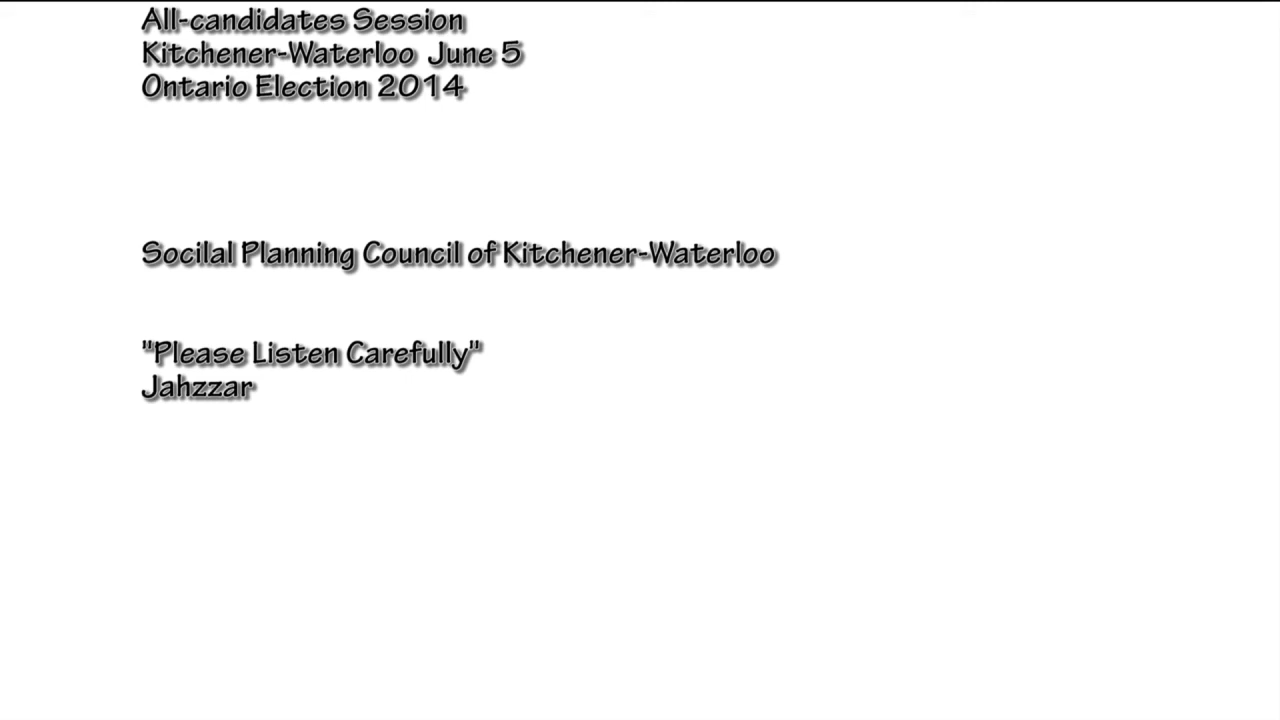 All-candidates Session
Kitchener-Waterloo  June 5
Ontario Election 2014
Socilal Planning Council of Kitchener-Waterloo
"Please Listen Carefully"
Jahzzar